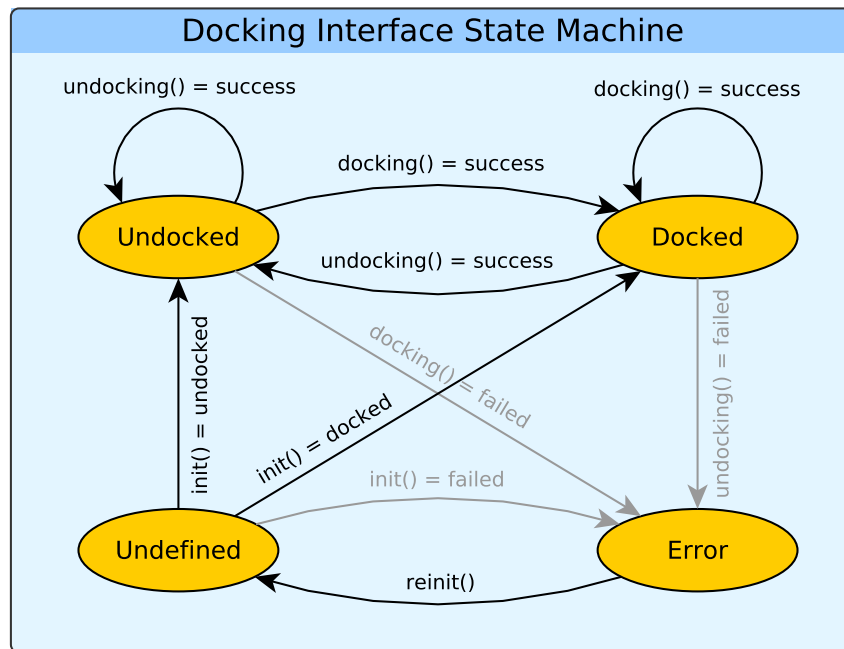 Docking Interface State Machine
undocking() = success
docking() = success
docking() = success
Undocked
Docked
undocking() = success
docking() = failed
undocking() = failed
init() = undocked
init() = docked
init() = failed
Undefined
Error
reinit()